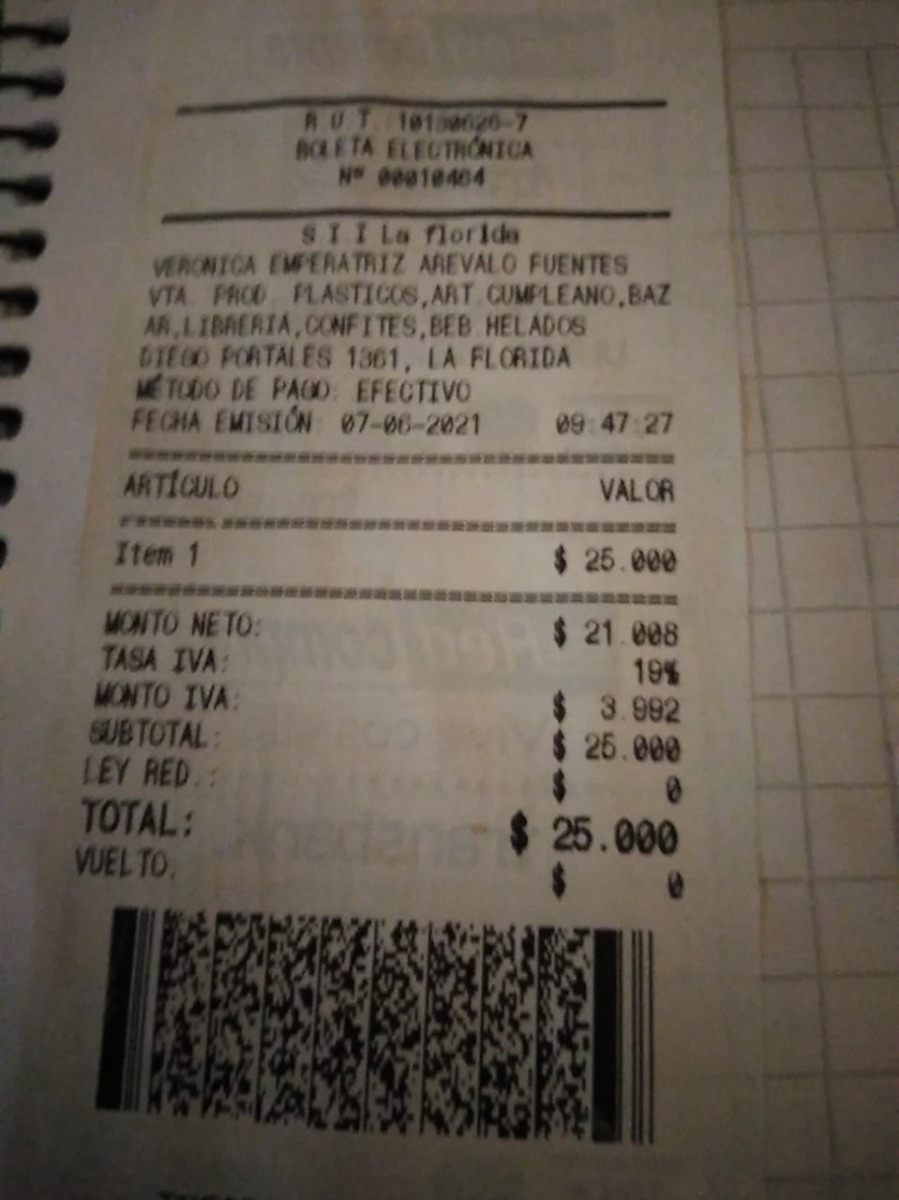 R.U.T. 10130626-7
BOLETA ELECTRÓNICA
Nº 00010464
S I I La florida
VERONICA EMPERATRIZ AREVALO FUENTES
VTA. PROD. PLASTICOS,ART.CUMPLEANO,BAZ
AR,LIBRERIA,CONFITES,BEB.HELADOS
DIEGO PORTALES 1361, LA FLORIDA
MÉTODO DE PAGO: EFECTIVO
FECHA EMISIÓN: 07-06-2021 09:47:27
ARTÍCULO VALOR
Item 1 $ 25.000
MONTO NETO: $ 21.008
TASA IVA: 19%
MONTO IVA: $ 3.992
SUBTOTAL: $ 25.000
LEY RED.: $ 0
TOTAL: $ 25.000
VUELTO: $ 0